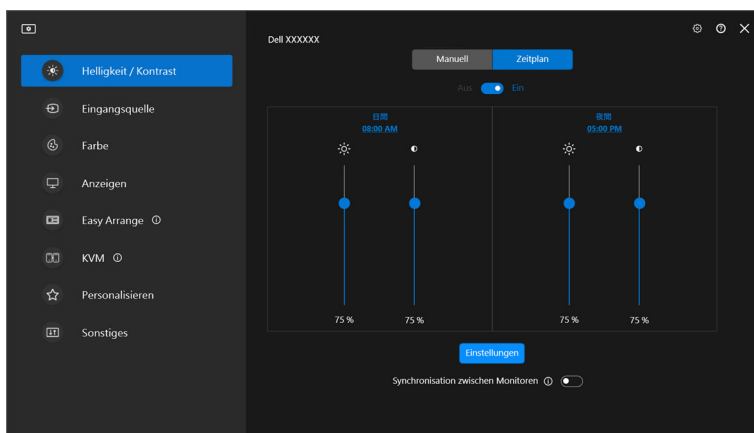 Dell XXXXXX
Manuell Zeitplan
Aus Ein
Helligkeit / Kontrast
Eingangsquelle
Farbe
Anzeigen
Easy Arrange
KVM
Personalisieren
Sonstiges
日間 夜間
08:00 AM 05:00 PM
75 % 75 % 75 % 75 %
Einstellungen
Synchronisation zwischen Monitoren